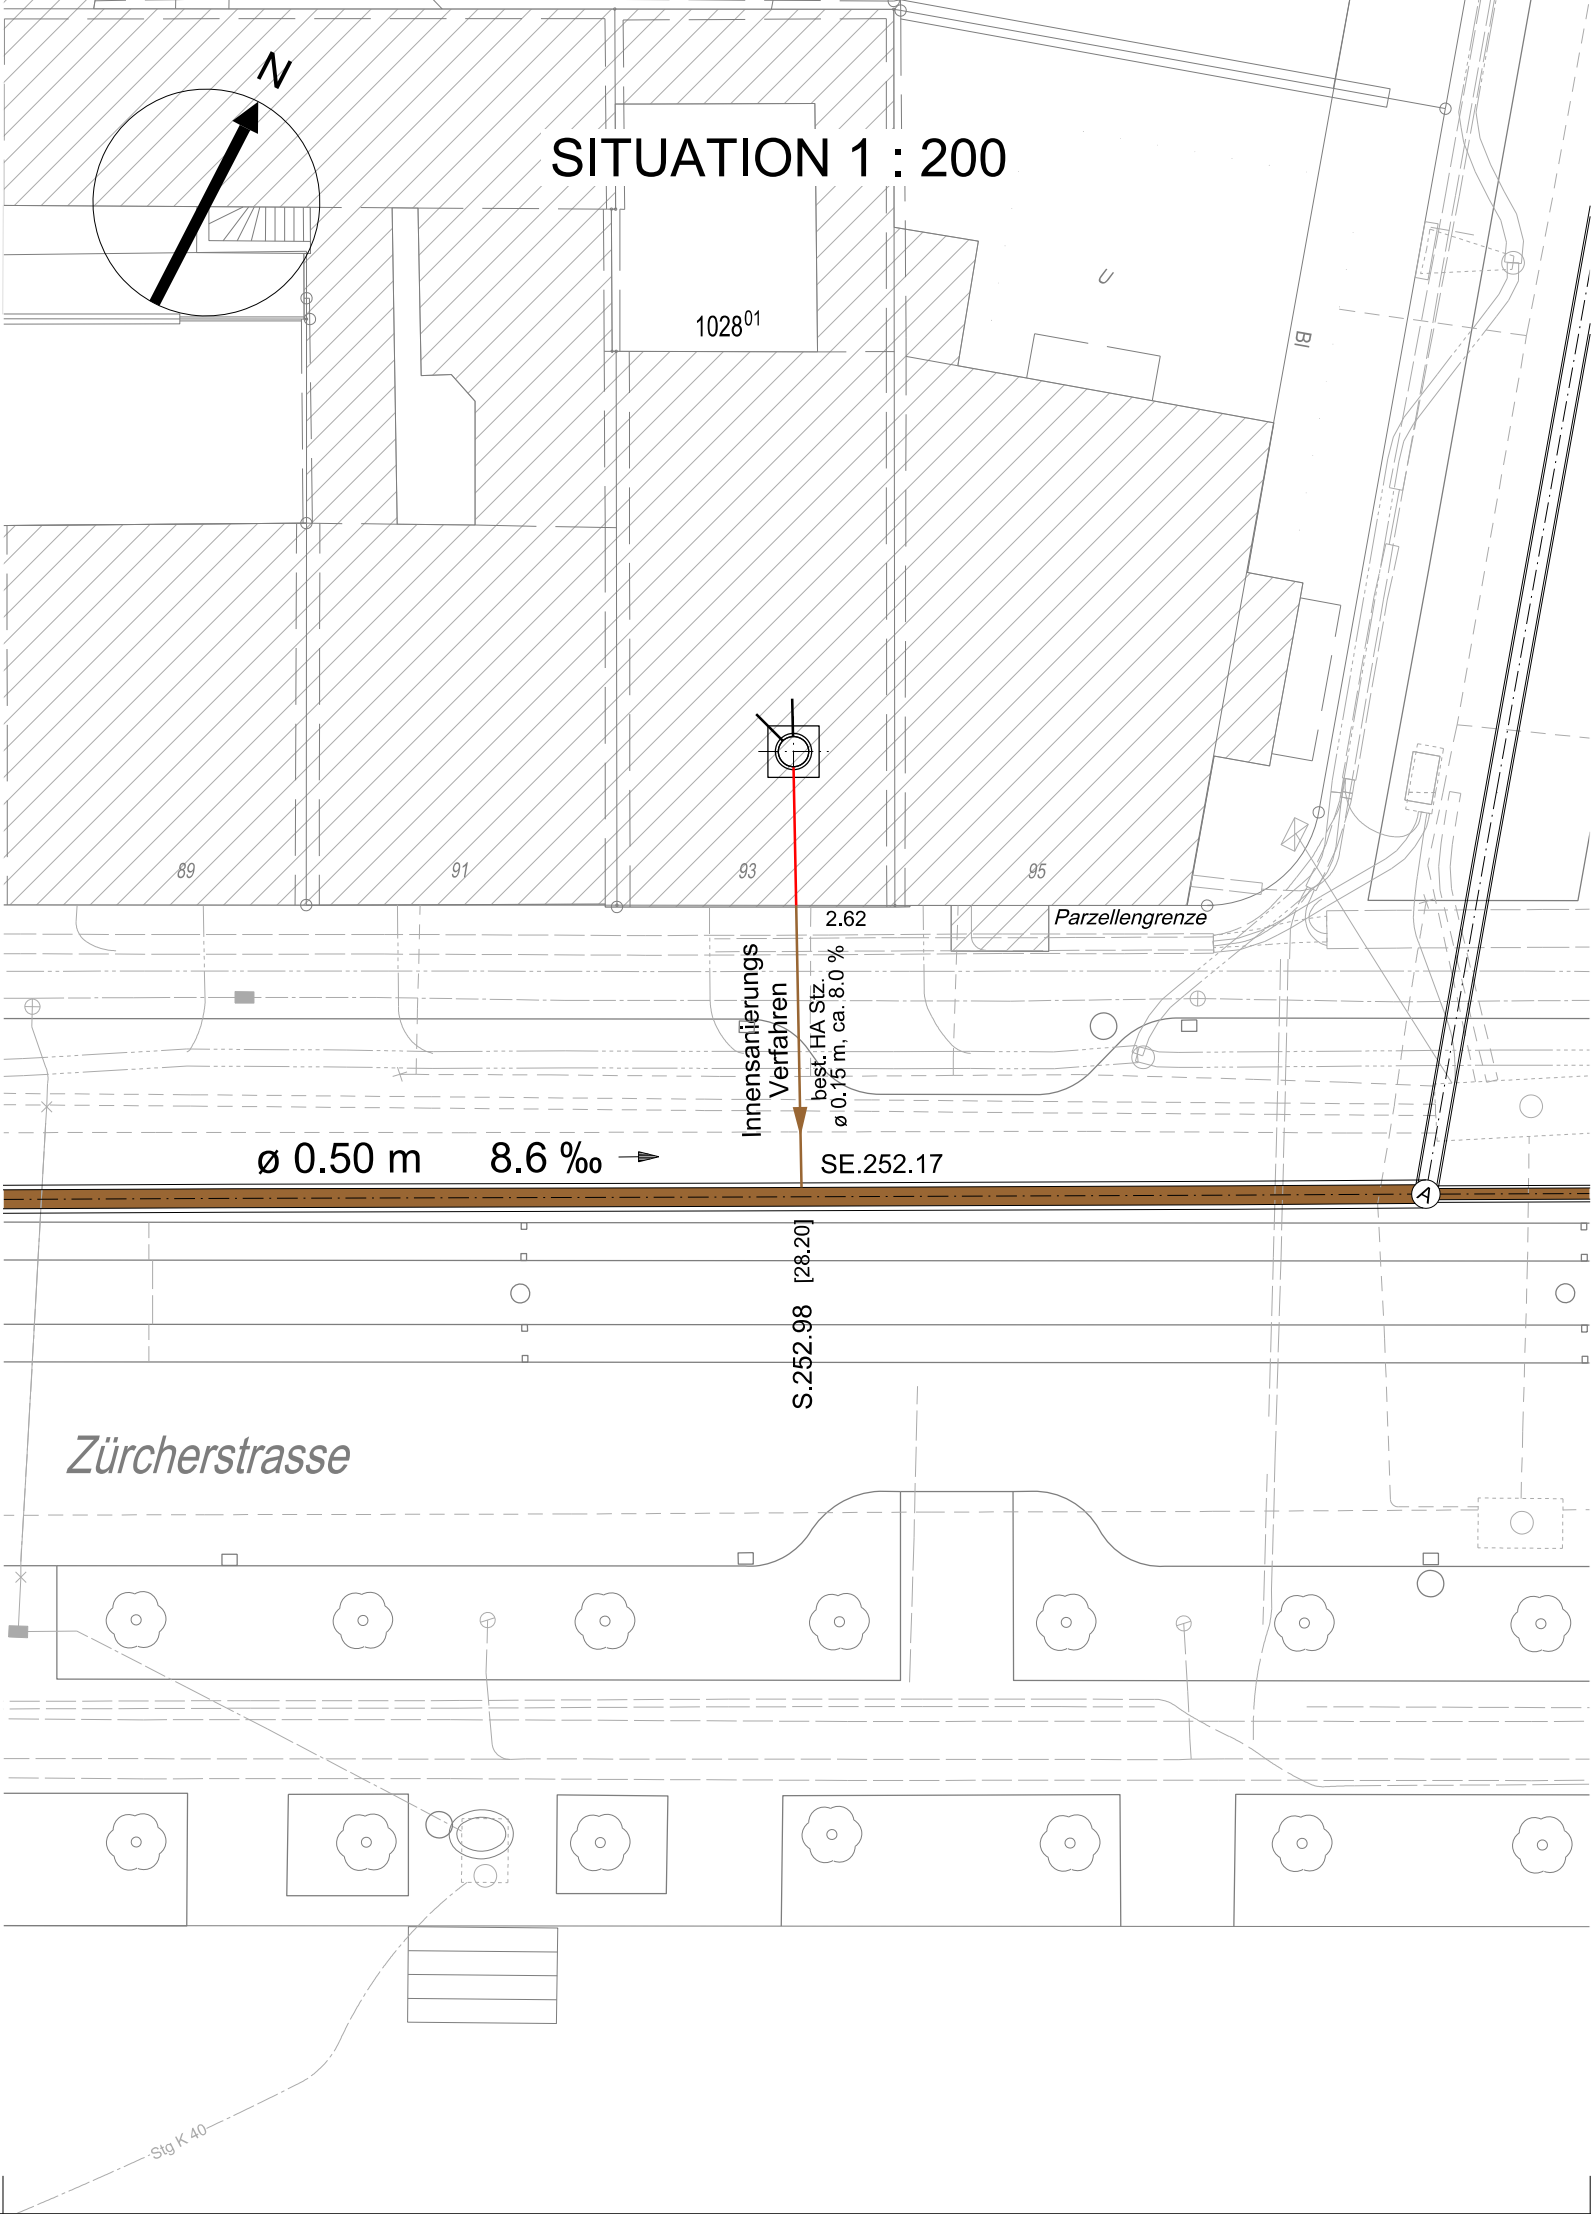 N
SITUATION 1 : 200
U
1028⁰¹
BI
89
91
93
95
2.62
Parzellengrenze
Innensanierungs
Verfahren
best. HA Stz.
ø 0.15 m, ca. 8.0 %
ø 0.50 m 8.6 ‰
SE.252.17
A
S.252.98 [28.20]
Zürcherstrasse
Stg K 40